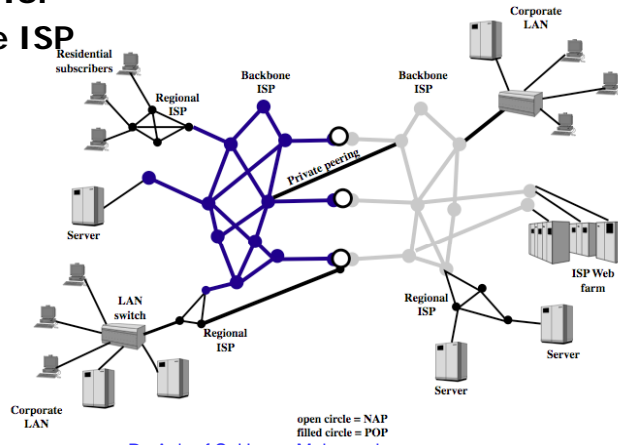 e ISP
Corporate
LAN
Residential
subscribers
Regional
ISP
Backbone
ISP
Backbone
ISP
Private peering
Server
LAN
switch
Regional
ISP
Corporate
LAN
Regional
ISP
ISP Web
farm
Server
Server
open circle = NAP
filled circle = POP